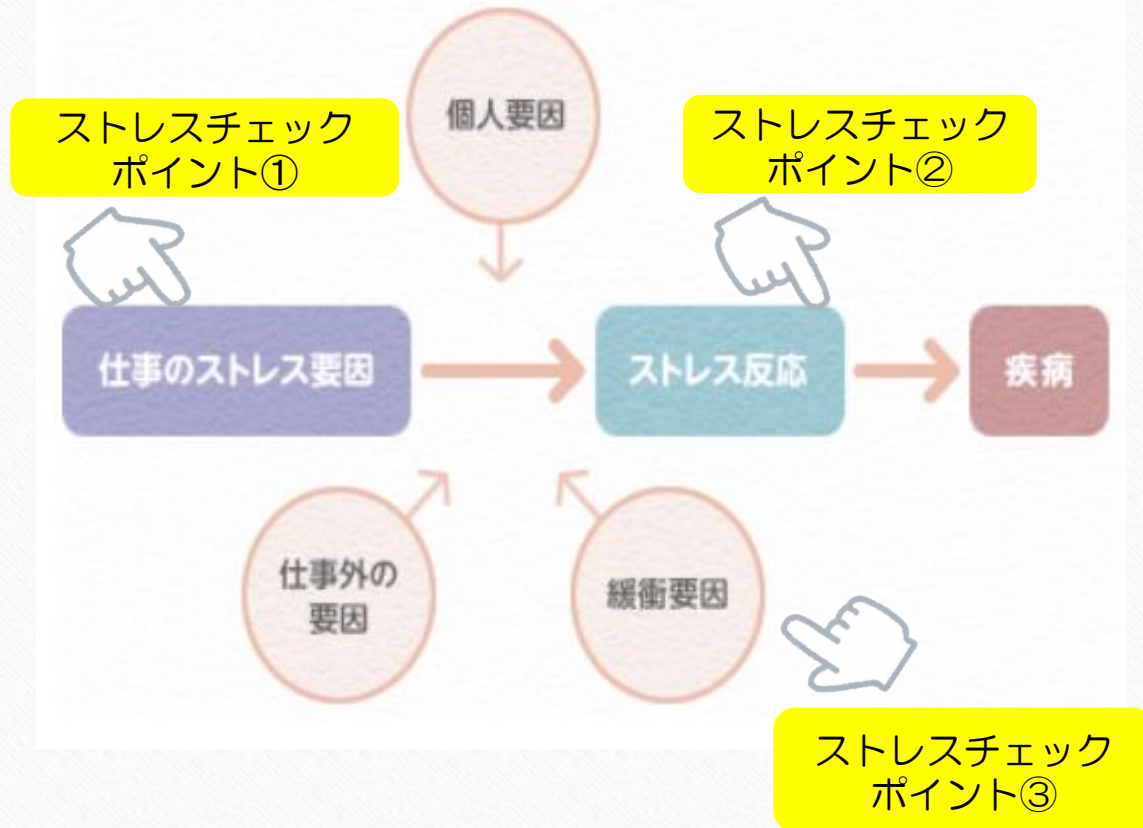 個人要因
ストレスチェック
ポイント①
ストレスチェック
ポイント②
仕事のストレス要因
ストレス反応
疾病
仕事外の
要因
緩衝要因
ストレスチェック
ポイント③